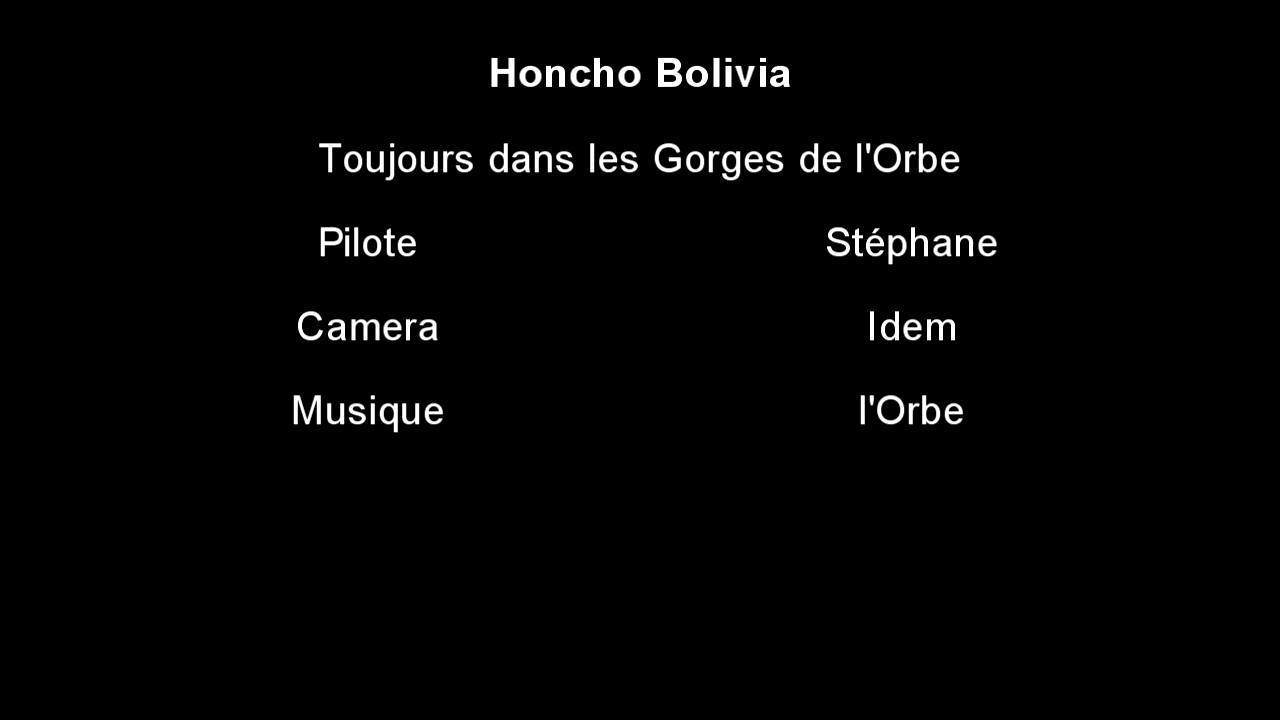 Honcho Bolivia
Toujours dans les Gorges de l'Orbe
Pilote Stéphane
Camera Idem
Musique l'Orbe